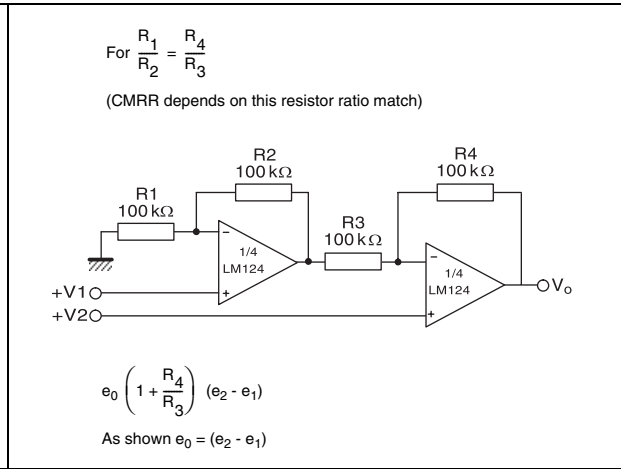 For R1/R2 = R4/R3
(CMRR depends on this resistor ratio match)
R2
100 kΩ
R4
100 kΩ
R1
100 kΩ
R3
100 kΩ
1/4
LM124
1/4
LM124
+V1
+V2
Vo
e0 (1 + R4/R3) (e2 - e1)
As shown e0 = (e2 - e1)